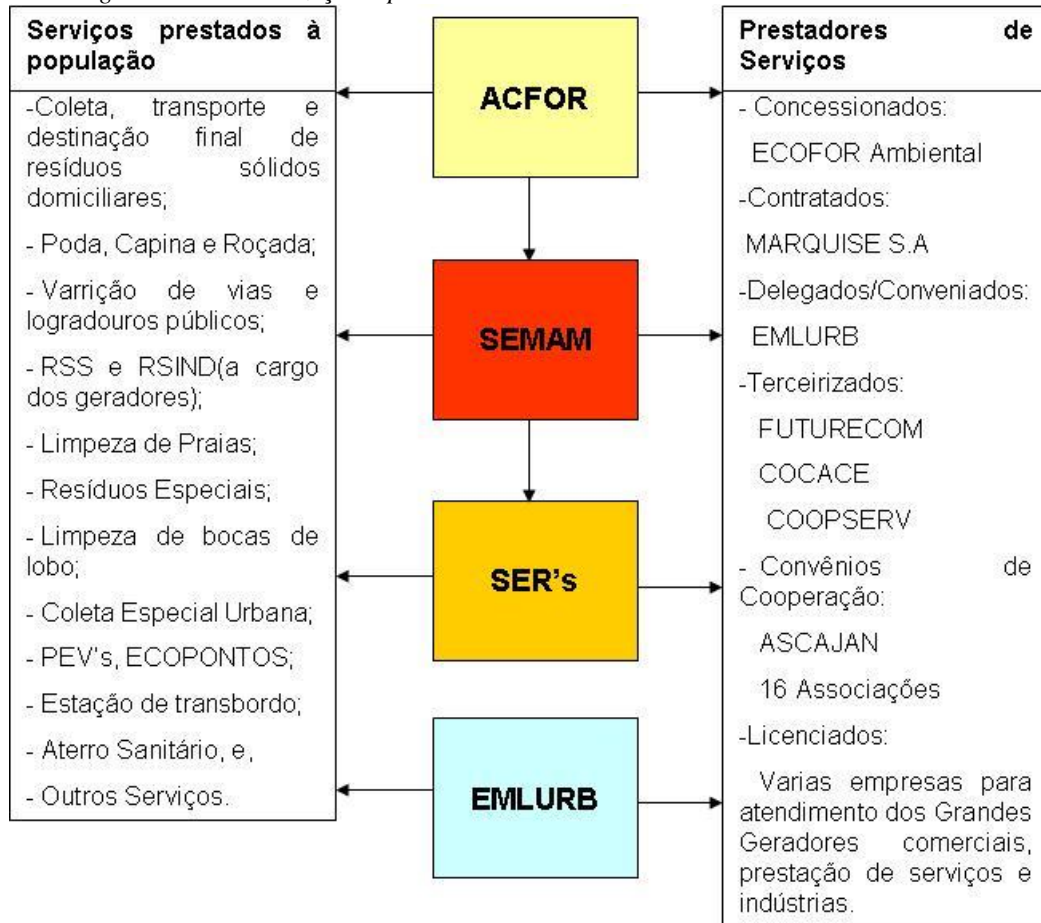 Serviços prestados à
população
-Coleta, transporte e
destinação final de
resíduos sólidos
domiciliares;
- Poda, Capina e Roçada;
- Varrição de vias e
logradouros públicos;
- RSS e RSIND(a cargo
dos geradores);
- Limpeza de Praias;
- Resíduos Especiais;
- Limpeza de bocas de
lobo;
- Coleta Especial Urbana;
- PEV's, ECOPONTOS;
- Estação de transbordo;
- Aterro Sanitário, e,
- Outros Serviços.
ACFOR
SEMAM
SER's
EMLURB
Prestadores de
Serviços
- Concessionados:
ECOFOR Ambiental
-Contratados:
MARQUISE S.A
-Delegados/Conveniados:
EMLURB
-Terceirizados:
FUTURECOM
COCACE
COOPSERV
- Convênios de
Cooperação:
ASCAJAN
16 Associações
-Licenciados:
Varias empresas para
atendimento dos Grandes
Geradores comerciais,
prestação de serviços e
indústrias.